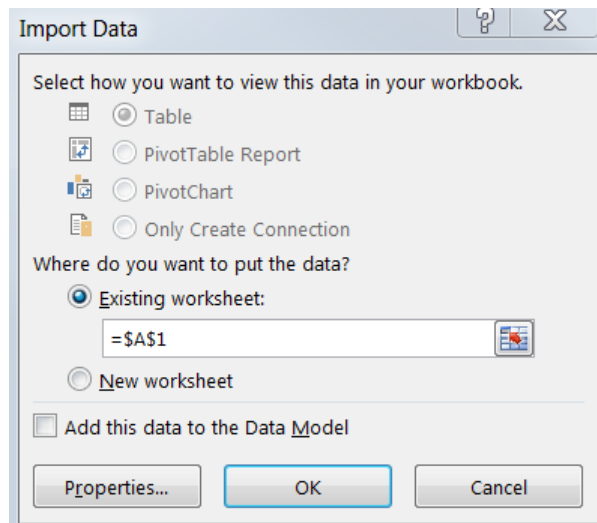 Import Data
?
Select how you want to view this data in your workbook.
Table
PivotTable Report
PivotChart
Only Create Connection
Where do you want to put the data?
Existing worksheet:
=$A$1
New worksheet
Add this data to the Data Model
Properties... OK Cancel